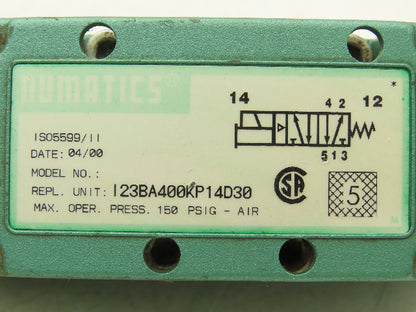 NUMATICS
14 4 2 12
5 1 3
ISO5599/II
DATE: 04/00
MODEL NO.:
REPL. UNIT: I23BA400KP14D30
MAX. OPER. PRESS. 150 PSIG - AIR
SA
5